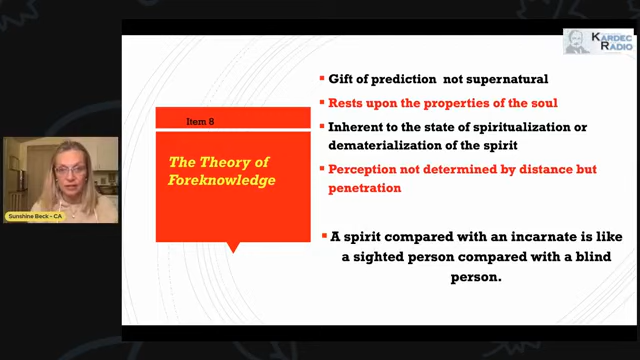 KARDEC
RADIO
Item 8
The Theory of
Foreknowledge
Gift of prediction not supernatural
Rests upon the properties of the soul
Inherent to the state of spiritualization or
dematerialization of the spirit
Perception not determined by distance but
penetration
A spirit compared with an incarnate is like
a sighted person compared with a blind
person.
Sunshine Beck - CA